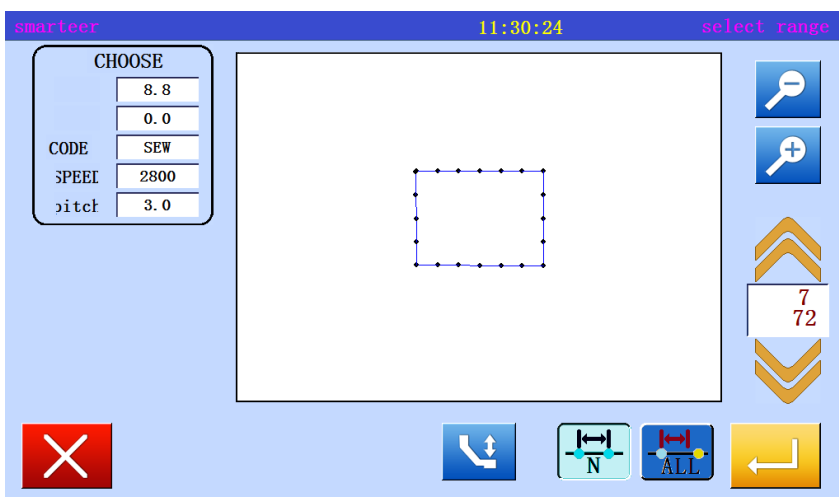 smarteer 11:30:24 select range
CHOOSE
8.8
0.0
CODE SEW
SPEEL 2800
pitch 3.0
7
72
N ALL